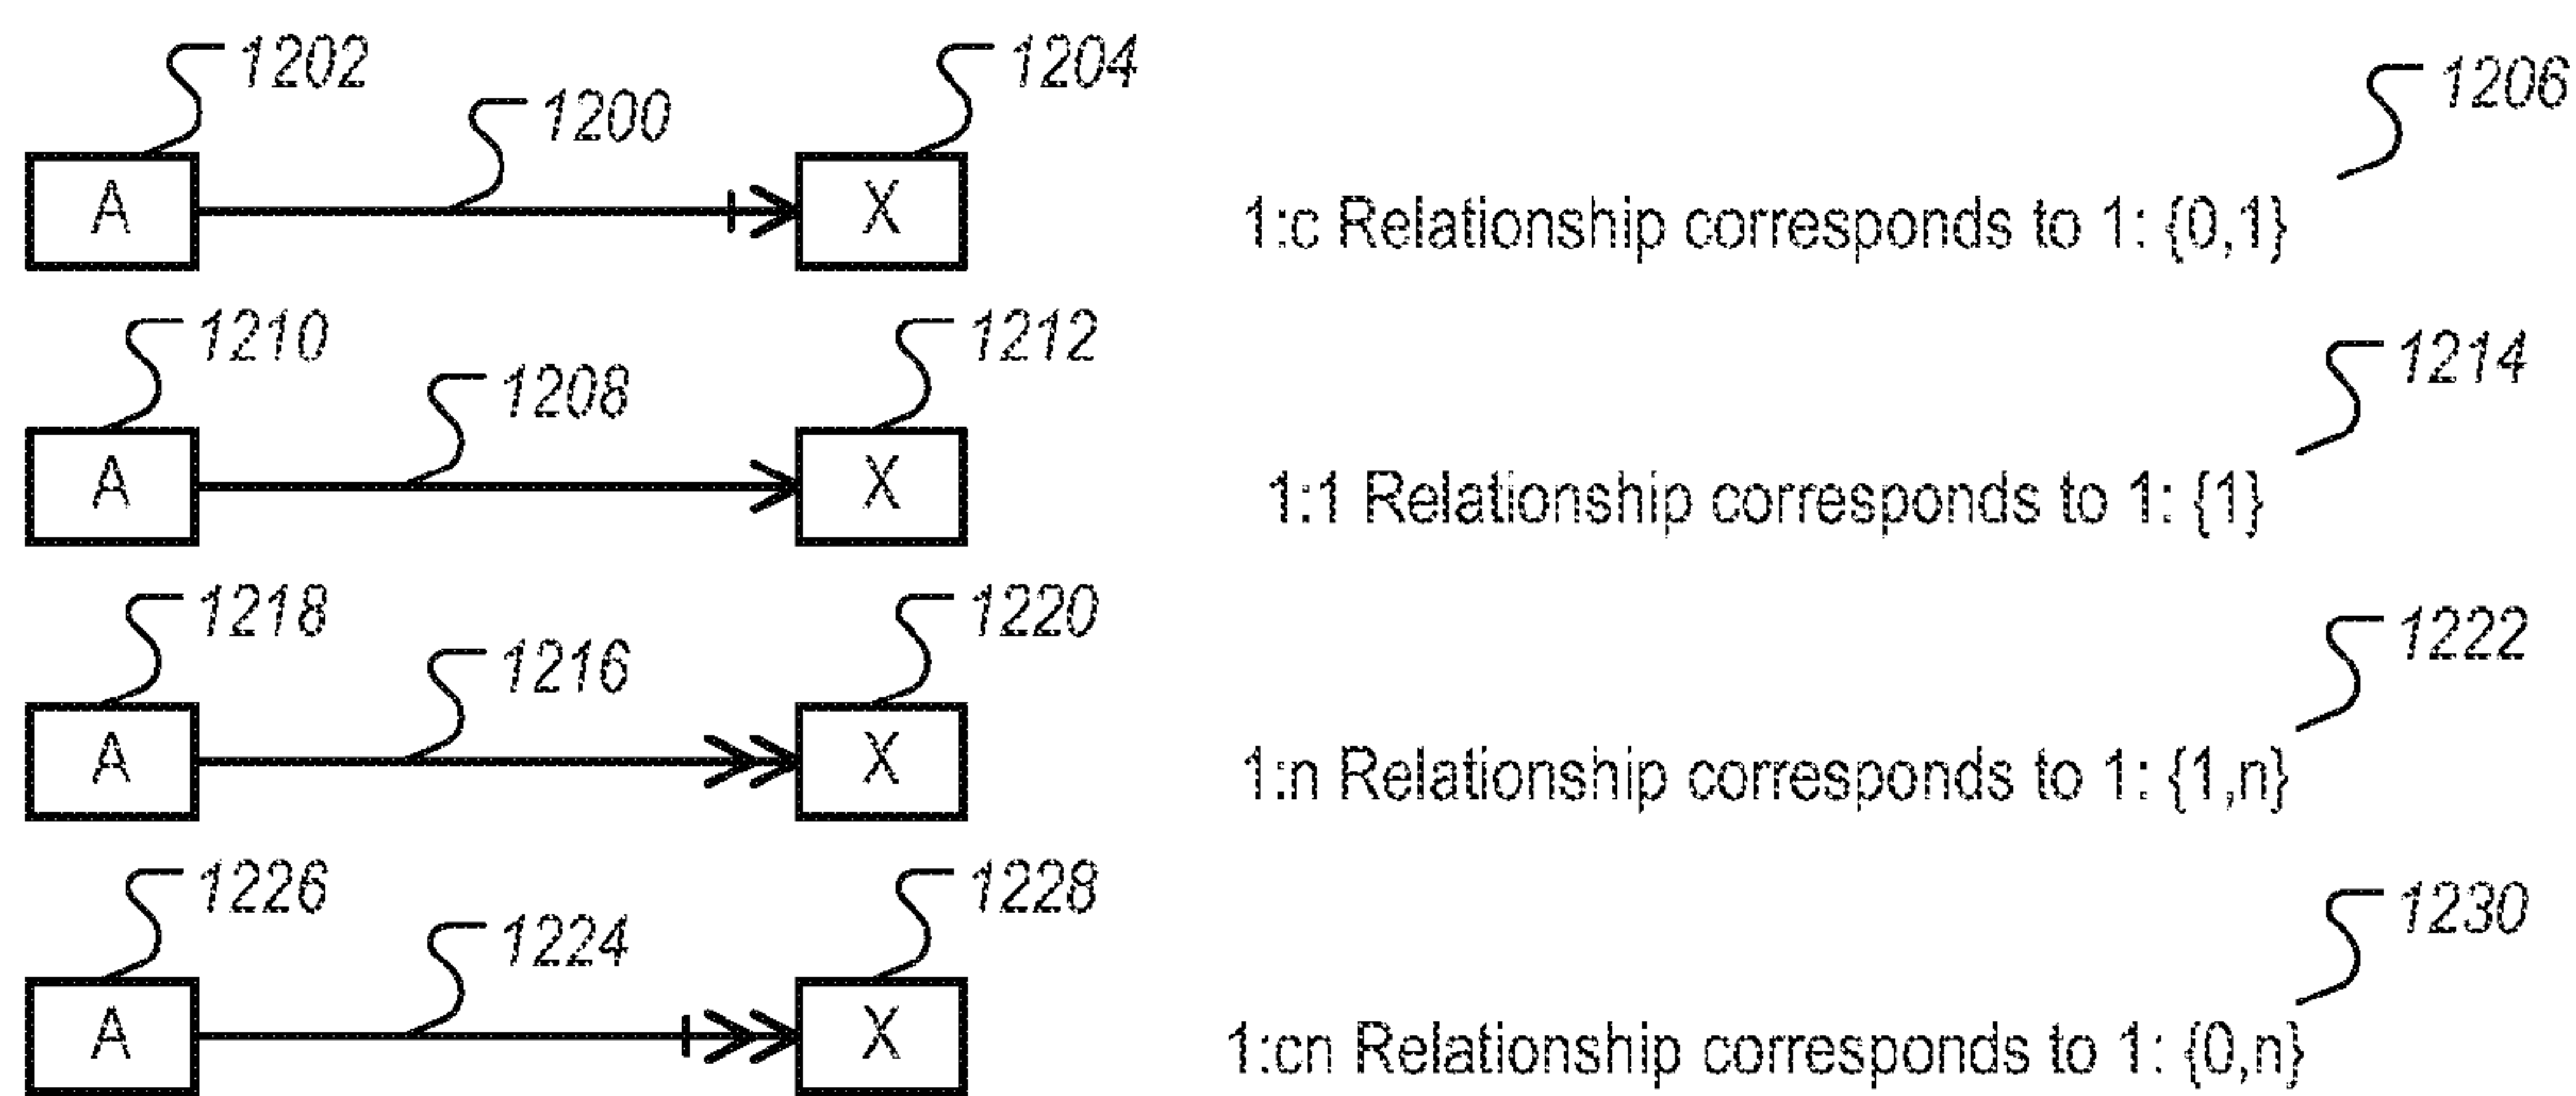 1202
1204
1200
1206
A
X
1:c Relationship corresponds to 1: {0,1}
1210
1212
1208
1214
A
X
1:1 Relationship corresponds to 1: {1}
1218
1220
1216
1222
A
X
1:n Relationship corresponds to 1: {1,n}
1226
1228
1224
1230
A
X
1:cn Relationship corresponds to 1: {0,n}